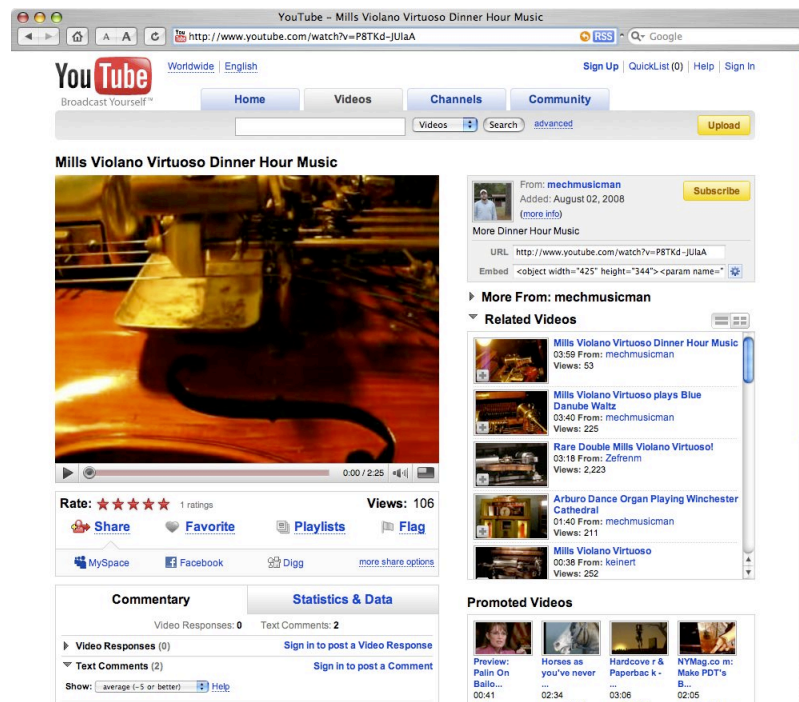 YouTube – Mills Violano Virtuoso Dinner Hour Music
A A C You Tube http://www.youtube.com/watch?v=P8TKd-JUlaA RSS Q Google
YouTube Worldwide English Sign Up QuickList (0) Help Sign In
Broadcast Yourself™
Home Videos Channels Community
Videos Search advanced Upload
Mills Violano Virtuoso Dinner Hour Music
From: mechmusicman Subscribe
Added: August 02, 2008
(more info)
More Dinner Hour Music
URL http://www.youtube.com/watch?v=P8TKd-JUlaA
Embed <object width="425" height="344"><param name="
More From: mechmusicman
Related Videos
Mills Violano Virtuoso Dinner Hour Music
03:59 From: mechmusicman
Views: 53
Mills Violano Virtuoso plays Blue
Danube Waltz
03:40 From: mechmusicman
Views: 225
Rare Double Mills Violano Virtuoso!
03:18 From: Zefrenm
Views: 2,223
Arburo Dance Organ Playing Winchester
Cathedral
01:40 From: mechmusicman
Views: 211
Mills Violano Virtuoso
00:38 From: keinert
Views: 252
0:00 / 2:25
Rate: 1 ratings Views: 106
Share Favorite Playlists Flag
MySpace Facebook Digg more share options
Commentary Statistics & Data
Video Responses: 0 Text Comments: 2
Video Responses (0) Sign in to post a Video Response
Text Comments (2) Sign in to post a Comment
Show: average (-5 or better) Help
Promoted Videos
Preview:
Palin On
Bailo...
00:41
Horses as
you've never
...
02:34
Hardcove r &
Paperbac k -
...
03:06
NYMag.co m:
Make PDT's
B...
02:05